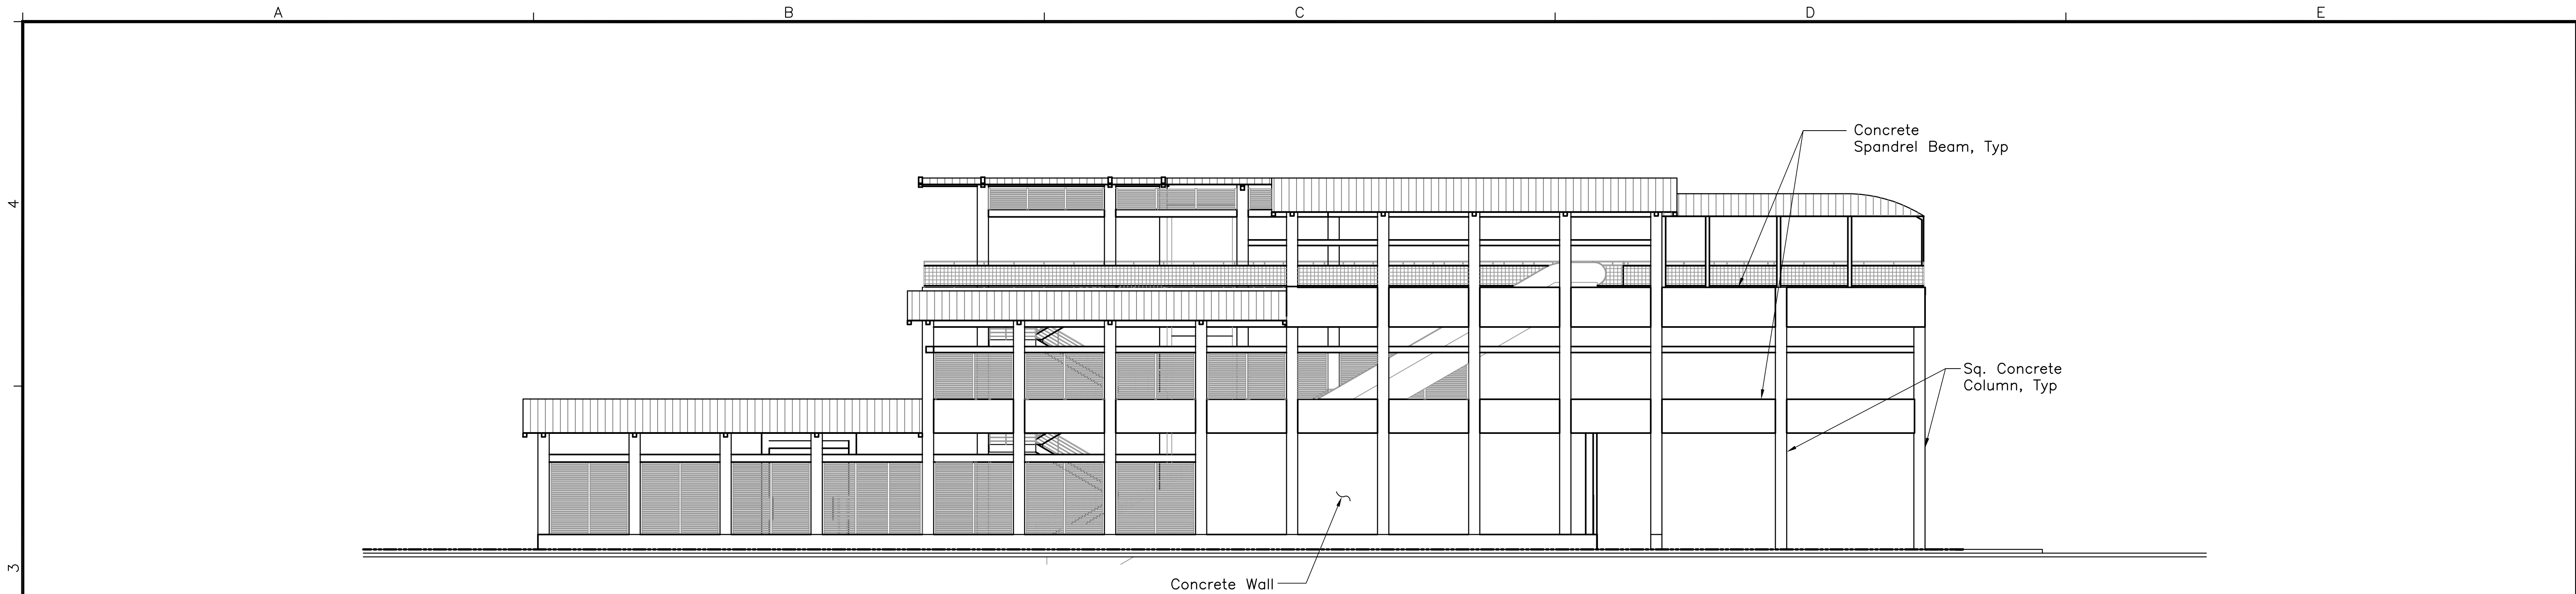 A B C D E
Concrete
Spandrel Beam, Typ
4
Sq. Concrete
Column, Typ
3
Concrete Wall